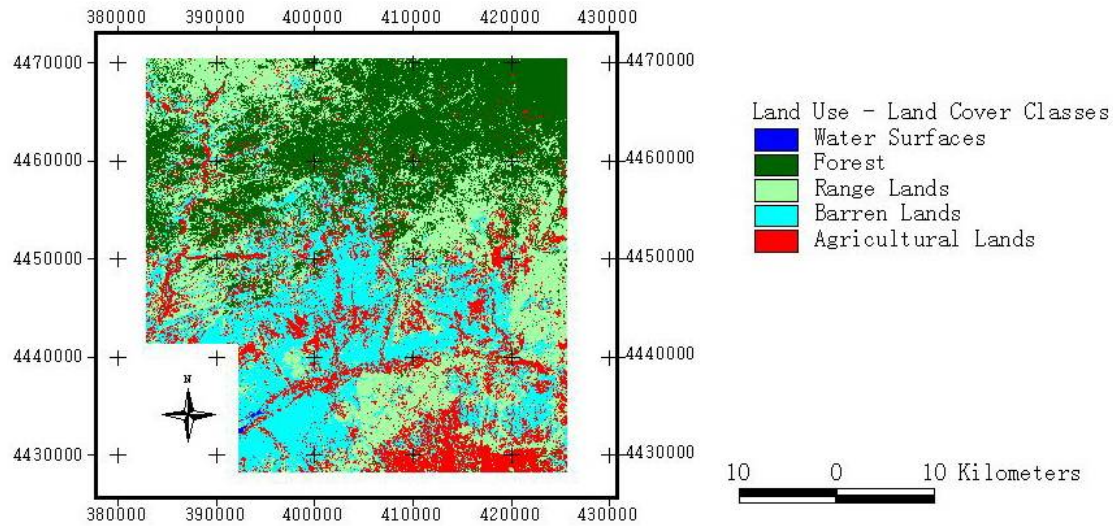 380000 390000 400000 410000 420000 430000
4470000 4470000
4460000 4460000
4450000 4450000
4440000 4440000
4430000 4430000
N
380000 390000 400000 410000 420000 430000
Land Use - Land Cover Classes
Water Surfaces
Forest
Range Lands
Barren Lands
Agricultural Lands
10 0 10 Kilometers